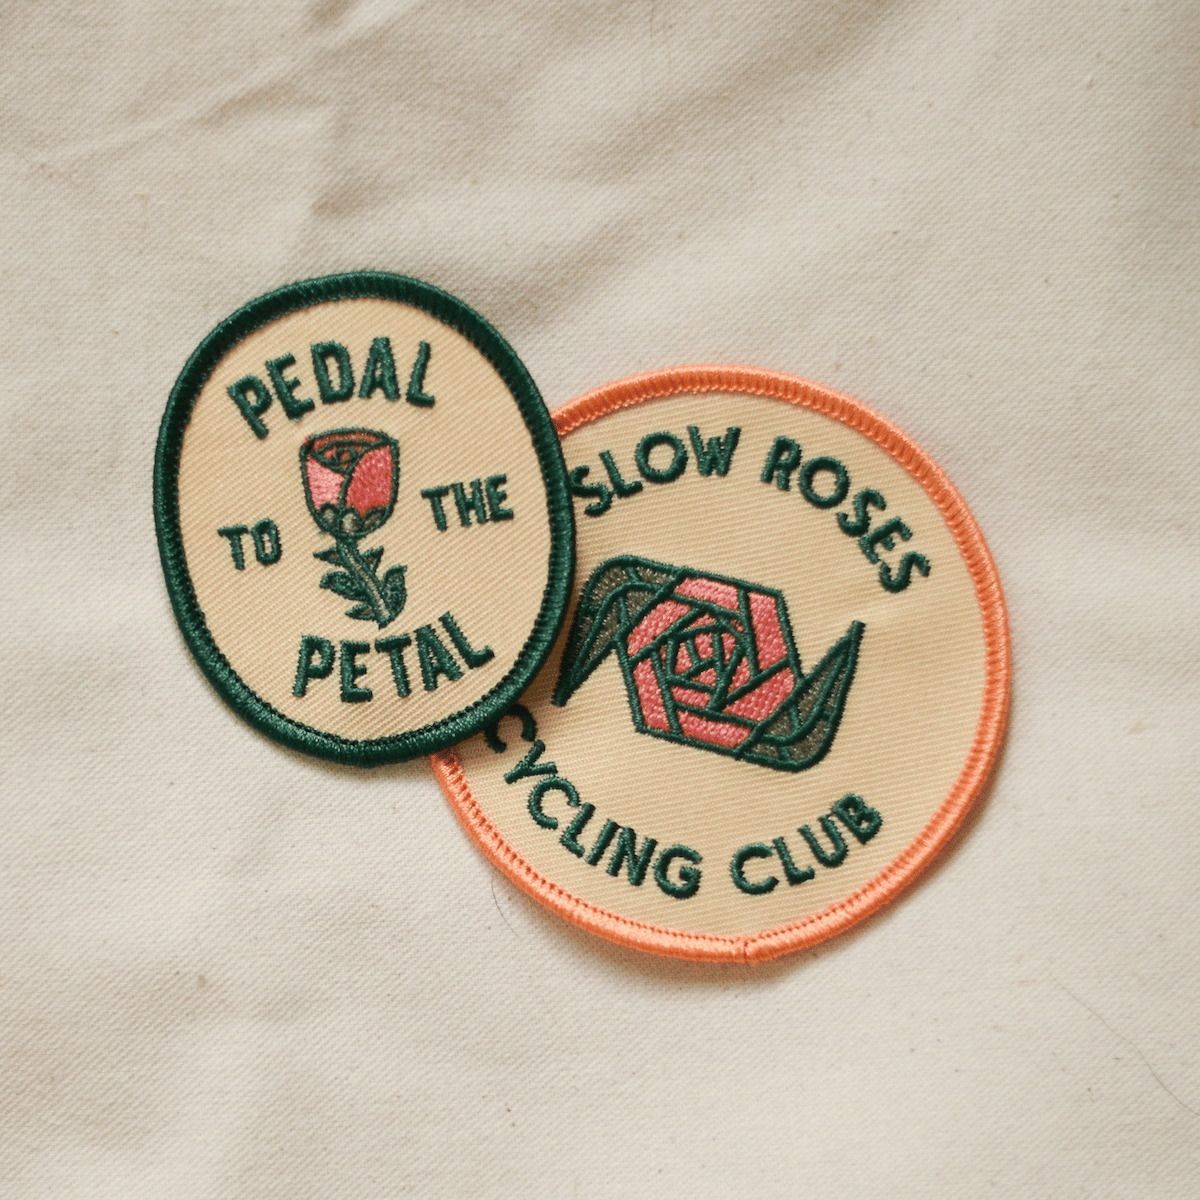 PEDAL
TO THE
PETAL
SLOW ROSES
CYCLING CLUB